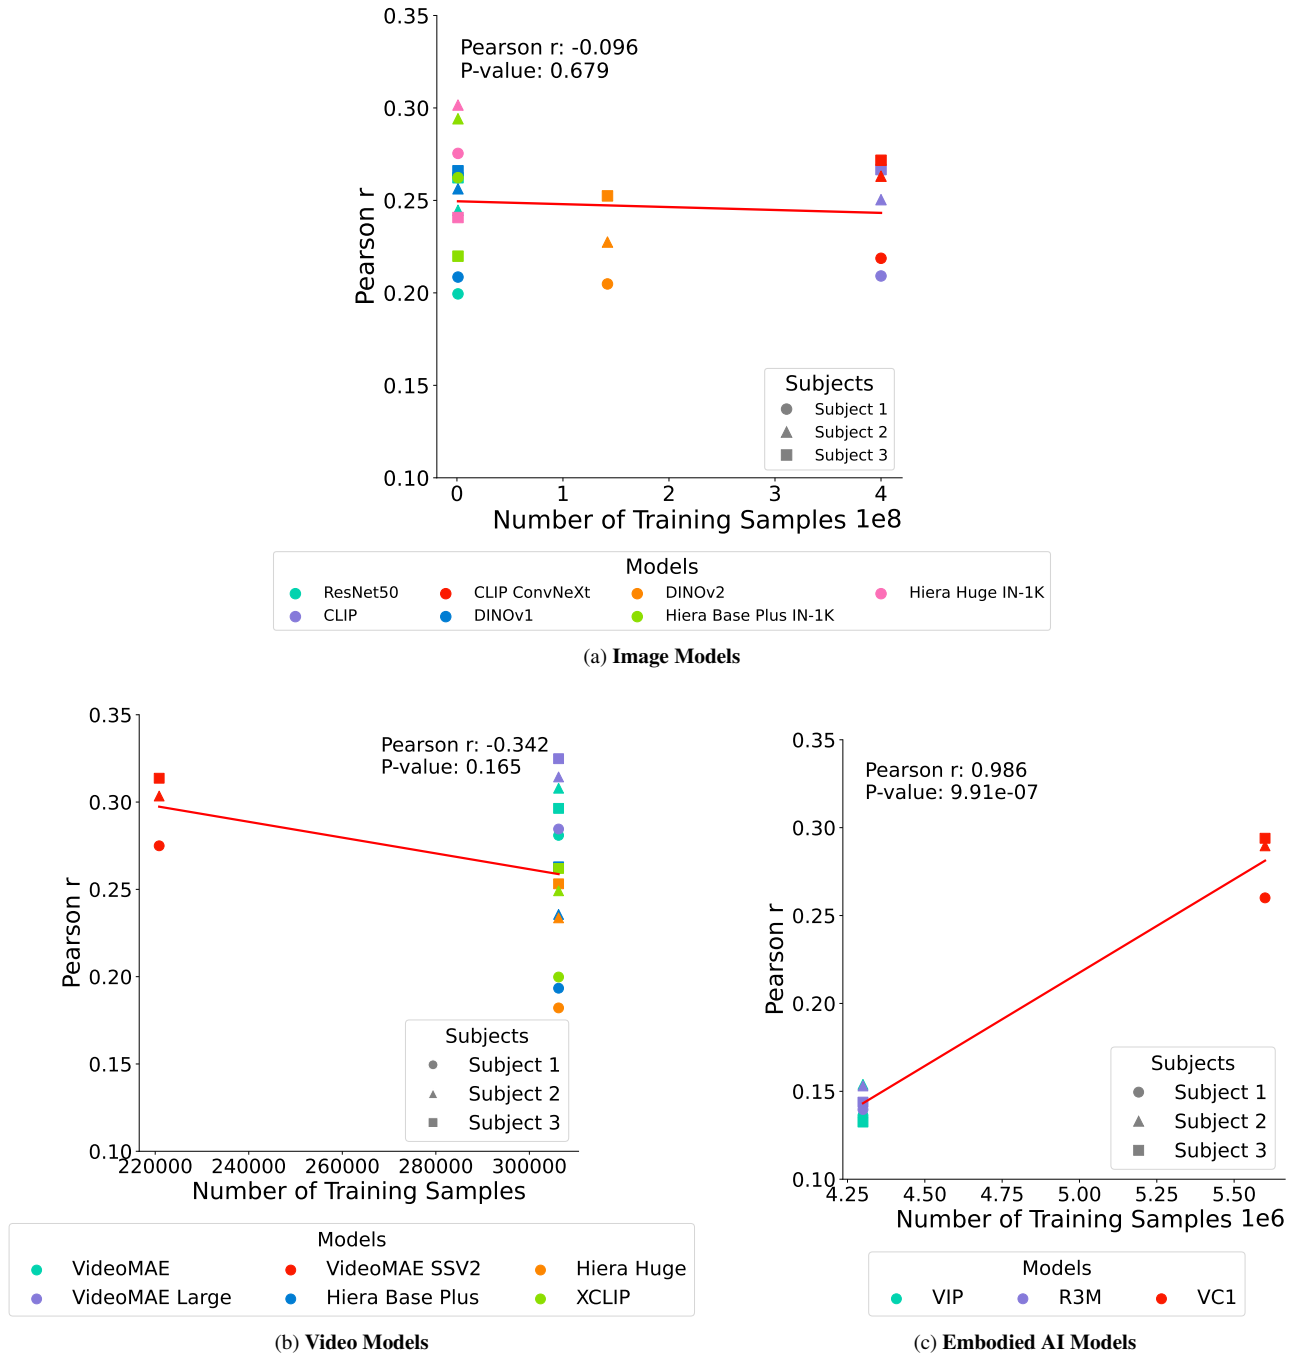 0.35
Pearson r: -0.096
P-value: 0.679
0.30
0.25
Pearson r
0.20
0.15
Subjects
Subject 1
Subject 2
Subject 3
0.10
0 1 2 3 4
Number of Training Samples 1e8
Models
ResNet50 CLIP ConvNeXt DINOv2 Hiera Huge IN-1K
CLIP DINOv1 Hiera Base Plus IN-1K
(a) Image Models
0.35
Pearson r: -0.342
P-value: 0.165
0.30
0.25
Pearson r
0.20
0.15
Subjects
Subject 1
Subject 2
Subject 3
0.10
220000 240000 260000 280000 300000
Number of Training Samples
Models
VideoMAE VideoMAE SSV2 Hiera Huge
VideoMAE Large Hiera Base Plus XCLIP
(b) Video Models
0.35
Pearson r: 0.986
P-value: 9.91e-07
0.30
0.25
Pearson r
0.20
0.15
Subjects
Subject 1
Subject 2
Subject 3
0.10
4.25 4.50 4.75 5.00 5.25 5.50
Number of Training Samples 1e6
Models
VIP R3M VC1
(c) Embodied AI Models